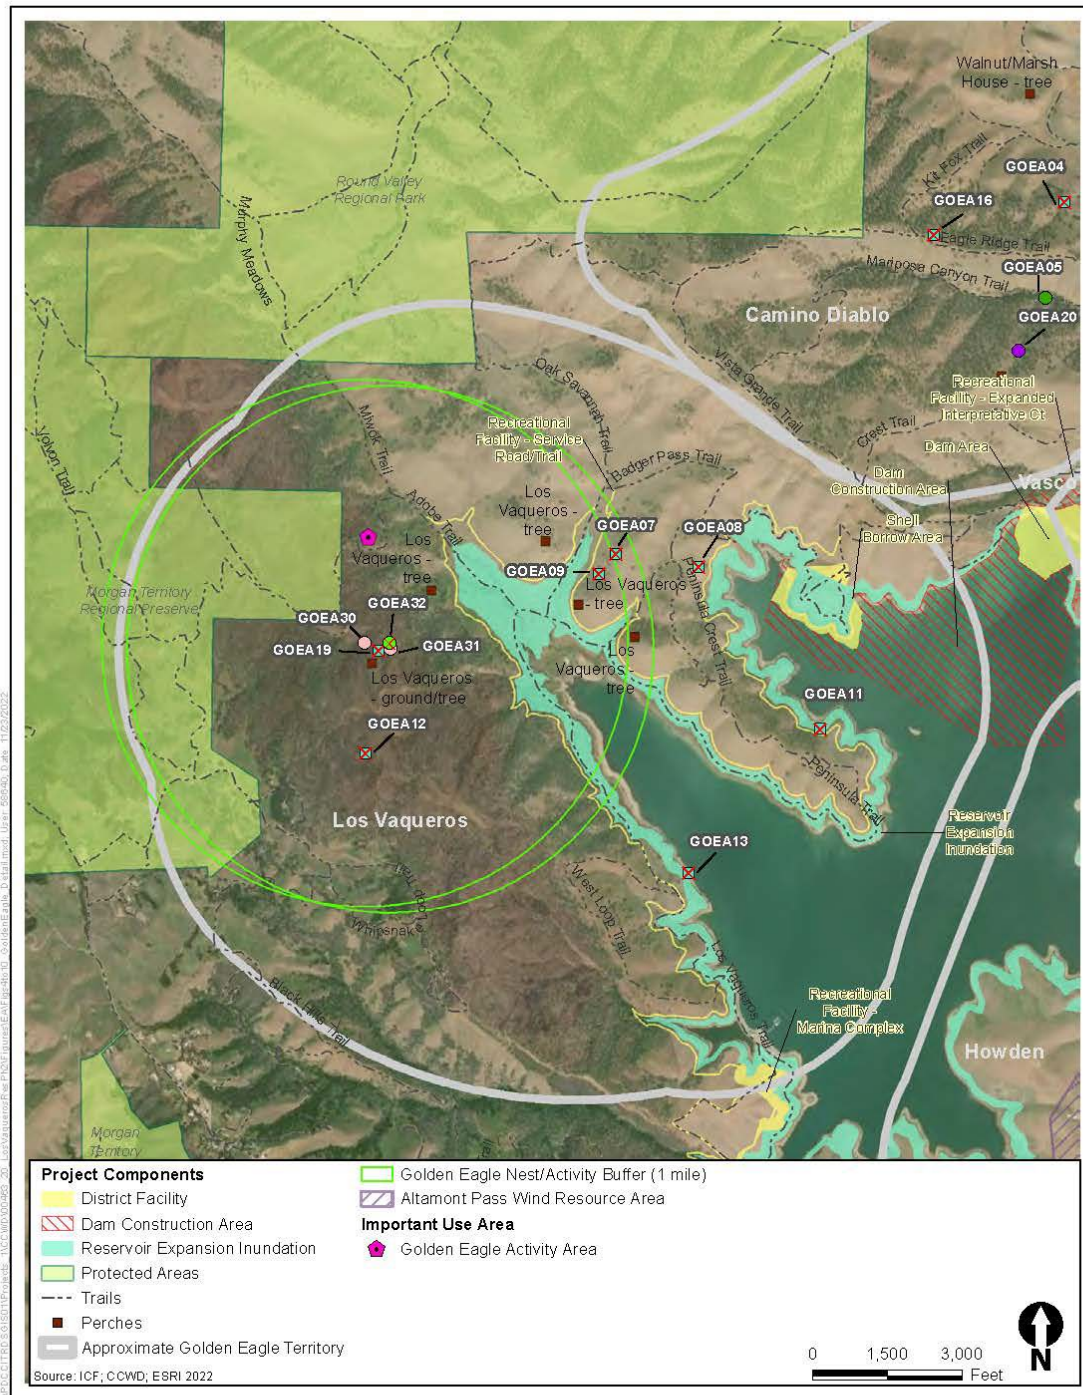 Walnut/Marsh
House - tree
Kit Fox Trail
GOEA04
Round Valley
Regional Park
GOEA16
Murphy Meadows
Eagle Ridge Trail
Mariposa Canyon Trail
GOEA05
Camino Diablo
GOEA20
Vista Grande Trail
Oak Savannah Trail
Recreational
Facility - Expanded
Interpretative Ct
Miwok Trail
Recreational
Facility - Service
Road/Trail
Crest Trail
Dam Area
Volvon Trail
Badger Pass Trail
Dam
Construction Area
Vasco
Adobe Trail
Los
Vaqueros -
tree
Shell
Borrow Area
GOEA07
GOEA08
Los
Vaqueros -
tree
GOEA09
Los Vaqueros
- tree
Peninsula Crest Trail
Morgan Territory
Regional Preserve
GOEA32
GOEA30
GOEA19
GOEA31
Los
Vaqueros -
tree
Los Vaqueros
- ground/tree
GOEA11
GOEA12
Peninsula Trail
Los Vaqueros
Reservoir
Expansion
Inundation
GOEA13
West Loop Trail
Whipsnak
Los Vaqueros Trail
Black Hills Trail
Recreational
Facility -
Marina Complex
Howden
Morgan
Territory
Project Components
District Facility
Dam Construction Area
Reservoir Expansion Inundation
Protected Areas
Trails
Perches
Approximate Golden Eagle Territory
Golden Eagle Nest/Activity Buffer (1 mile)
Altamont Pass Wind Resource Area
Important Use Area
Golden Eagle Activity Area
0 1,500 3,000
Feet
N
Source: ICF; CCWD; ESRI 2022